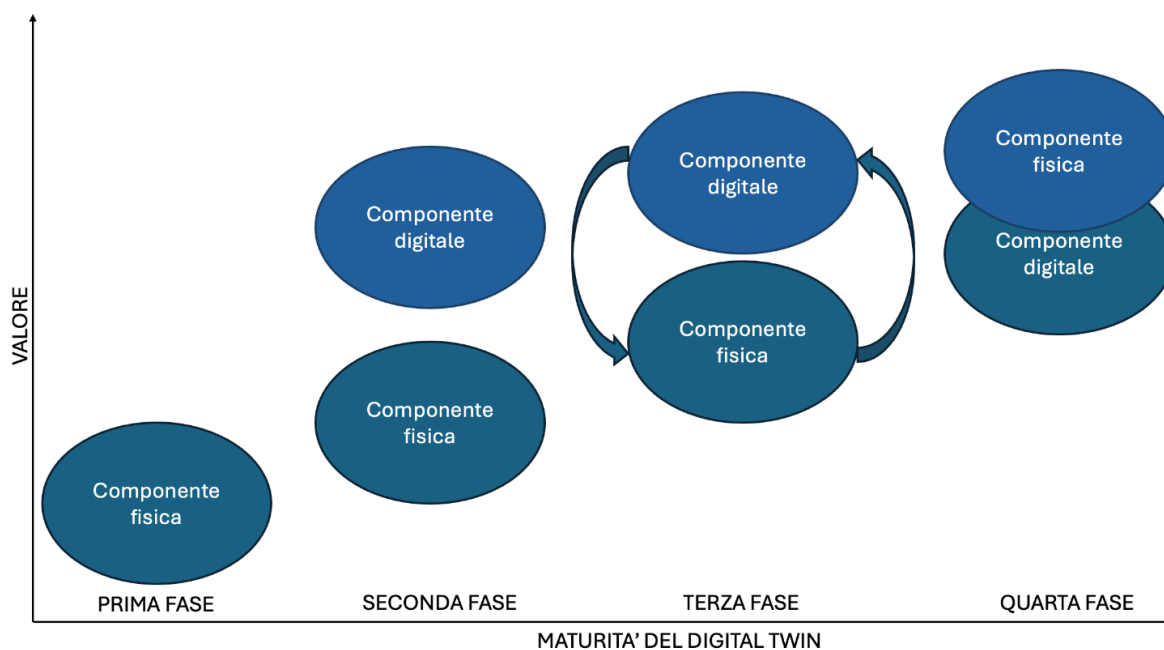 VALORE
Componente
fisica
PRIMA FASE
Componente
digitale
Componente
fisica
SECONDA FASE
Componente
digitale
Componente
fisica
TERZA FASE
Componente
fisica
Componente
digitale
QUARTA FASE
MATURITA’ DEL DIGITAL TWIN